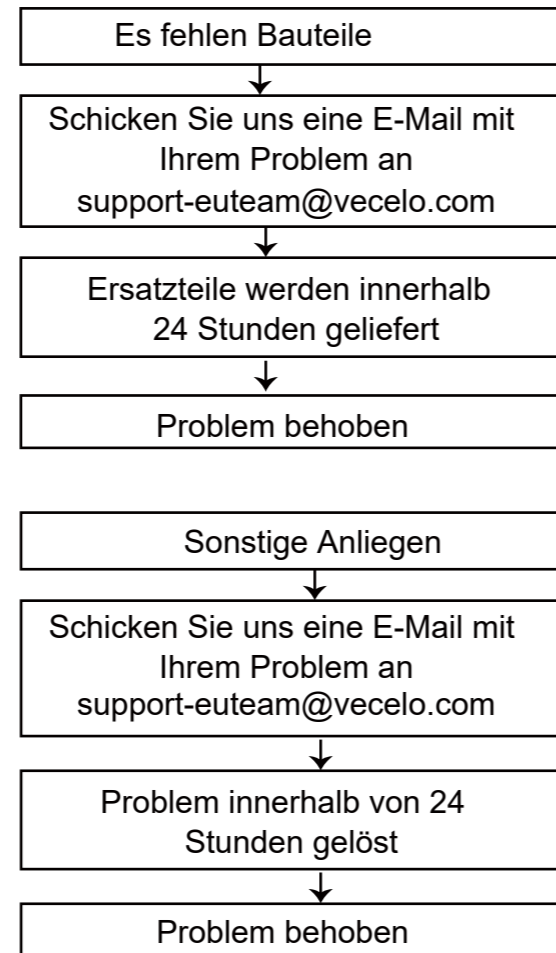 Es fehlen Bauteile
Schicken Sie uns eine E-Mail mit
Ihrem Problem an
support-euteam@vecelo.com
Ersatzteile werden innerhalb
24 Stunden geliefert
Problem behoben
Sonstige Anliegen
Schicken Sie uns eine E-Mail mit
Ihrem Problem an
support-euteam@vecelo.com
Problem innerhalb von 24
Stunden gelöst
Problem behoben